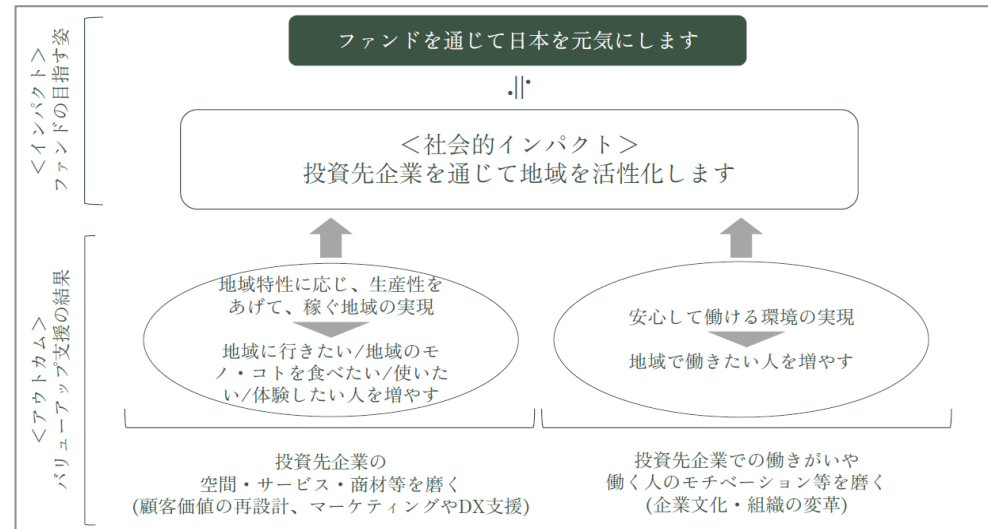 ＜インパクト＞
ファンドの目指す姿
ファンドを通じて日本を元気にします
＜社会的インパクト＞
投資先企業を通じて地域を活性化します
＜アウトカム＞
バリューアップ支援の結果
地域特性に応じ、生産性を
あげて、稼ぐ地域の実現
地域に行きたい/地域のモ
ノ・コトを食べたい/使いた
い/体験したい人を増やす
安心して働ける環境の実現
地域で働きたい人を増やす
投資先企業の
空間・サービス・商材等を磨く
(顧客価値の再設計、マーケティングやDX支援)
投資先企業での働きがいや
働く人のモチベーション等を磨く
(企業文化・組織の変革)